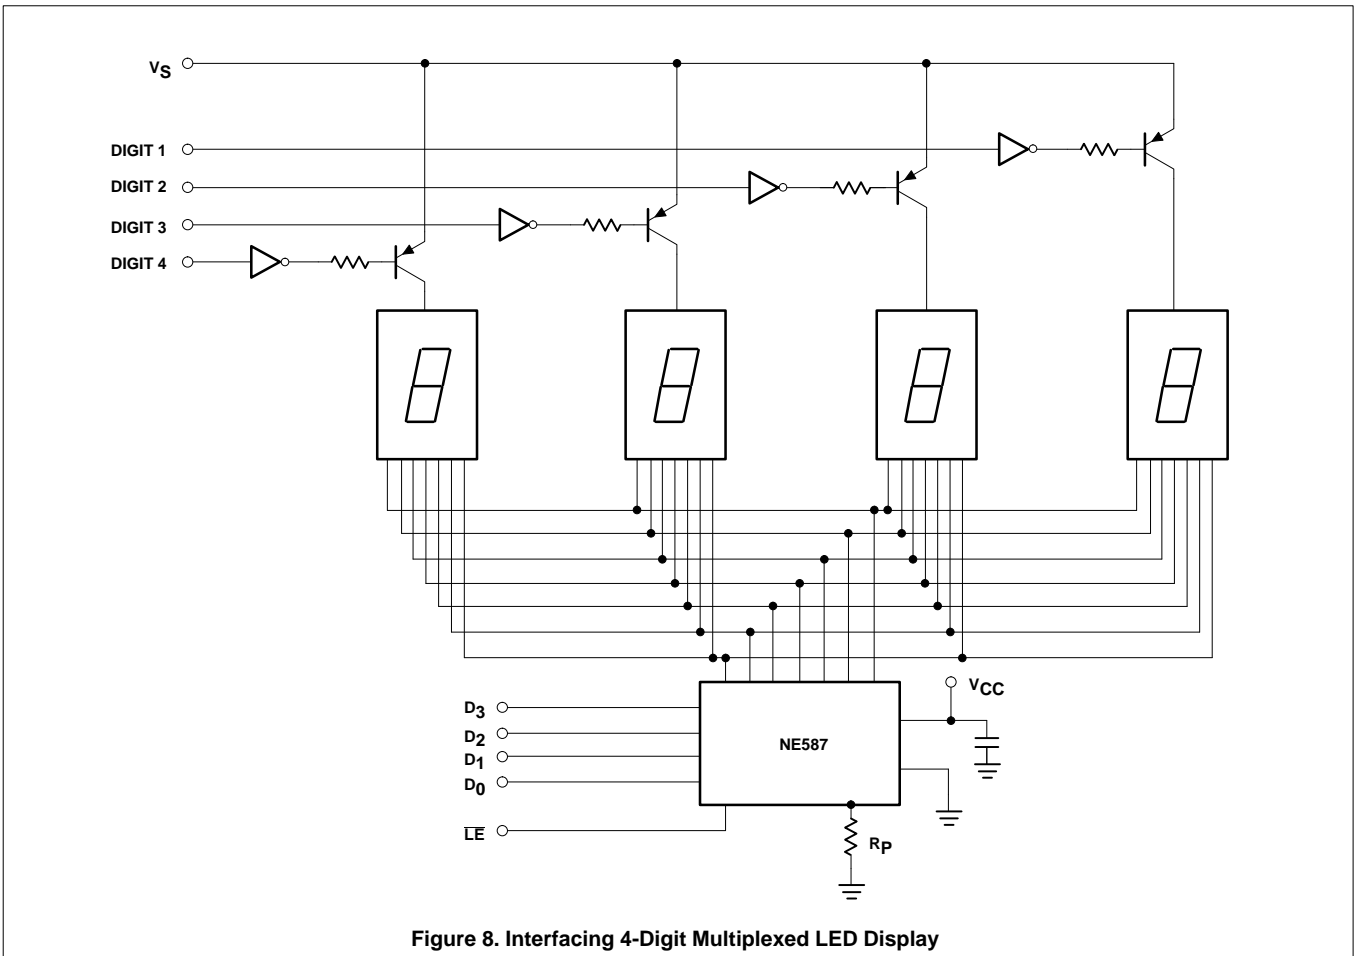 VS
DIGIT 1
DIGIT 2
DIGIT 3
DIGIT 4
VCC
D3
D2
D1
D0
NE587
LE
RP
Figure 8. Interfacing 4-Digit Multiplexed LED Display